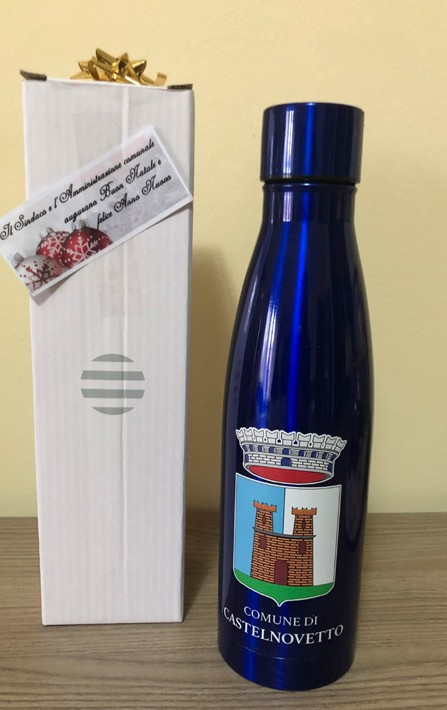 Il Sindaco e l'Amministrazione comunale
augurano Buon Natale e
felice Anno Nuovo
COMUNE DI
CASTELNOVETTO